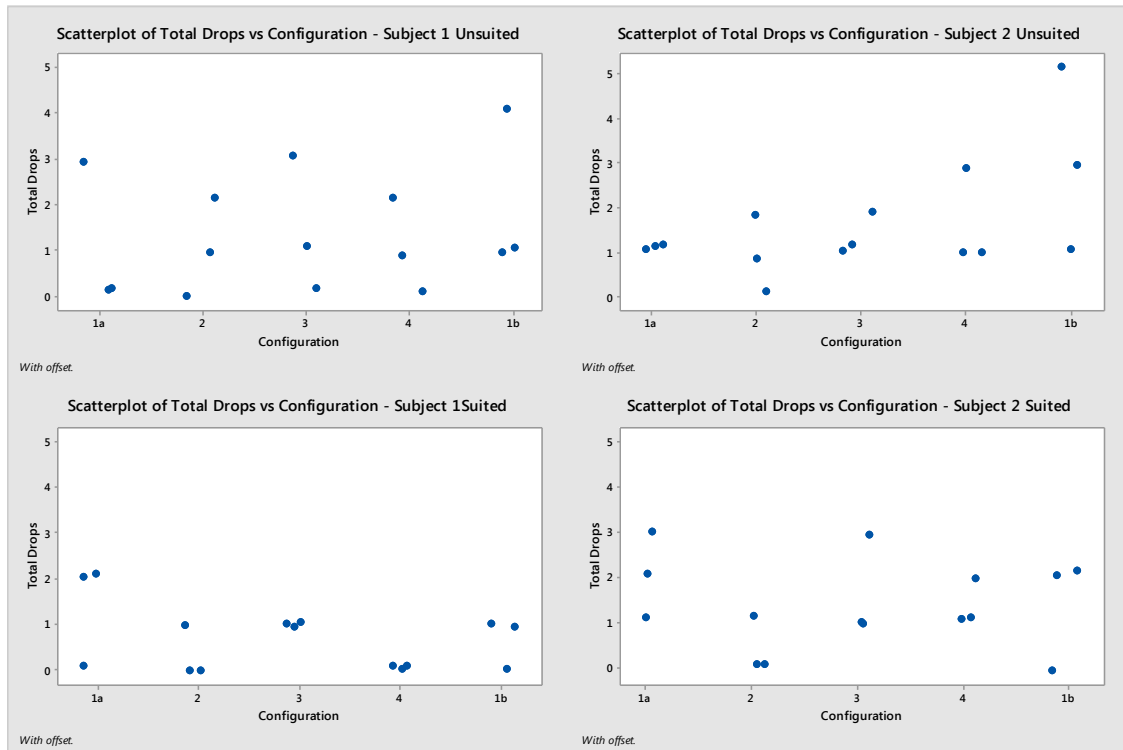 Scatterplot of Total Drops vs Configuration - Subject 1 Unsuited
5
4
3
2
1
0
Total Drops
1a 2 3 4 1b
Configuration
With offset.
Scatterplot of Total Drops vs Configuration - Subject 2 Unsuited
5
4
3
2
1
0
Total Drops
1a 2 3 4 1b
Configuration
With offset.
Scatterplot of Total Drops vs Configuration - Subject 1Suited
5
4
3
2
1
0
Total Drops
1a 2 3 4 1b
Configuration
With offset.
Scatterplot of Total Drops vs Configuration - Subject 2 Suited
5
4
3
2
1
0
Total Drops
1a 2 3 4 1b
Configuration
With offset.